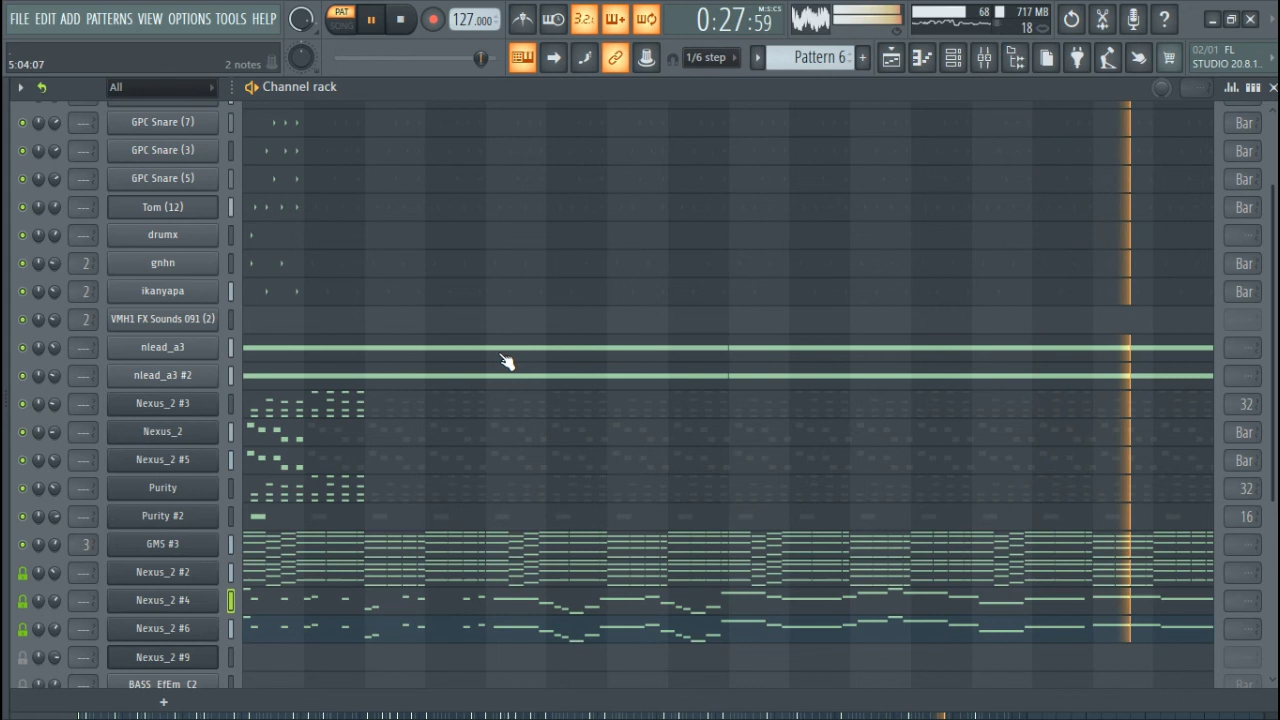 FILE EDIT ADD PATTERNS VIEW OPTIONS TOOLS HELP
PAT
SONG
127.000
3.2.
0:27:59
M:S:CS
68
717 MB
18
5:04:07
2 notes
1/6 step
Pattern 6
02/01 FL
STUDIO 20.8.1...
All
Channel rack
GPC Snare (7)
Bar
GPC Snare (3)
Bar
GPC Snare (5)
Bar
Tom (12)
Bar
drumx
2 gnhn
Bar
2 ikanyapa
Bar
2 VMH1 FX Sounds 091 (2)
nlead_a3
nlead_a3 #2
Nexus_2 #3
32
Nexus_2
Bar
Nexus_2 #5
Bar
Purity
32
Purity #2
16
3 GMS #3
Nexus_2 #2
Nexus_2 #4
Nexus_2 #6
Nexus_2 #9
BASS_EfEm_C2
Bar